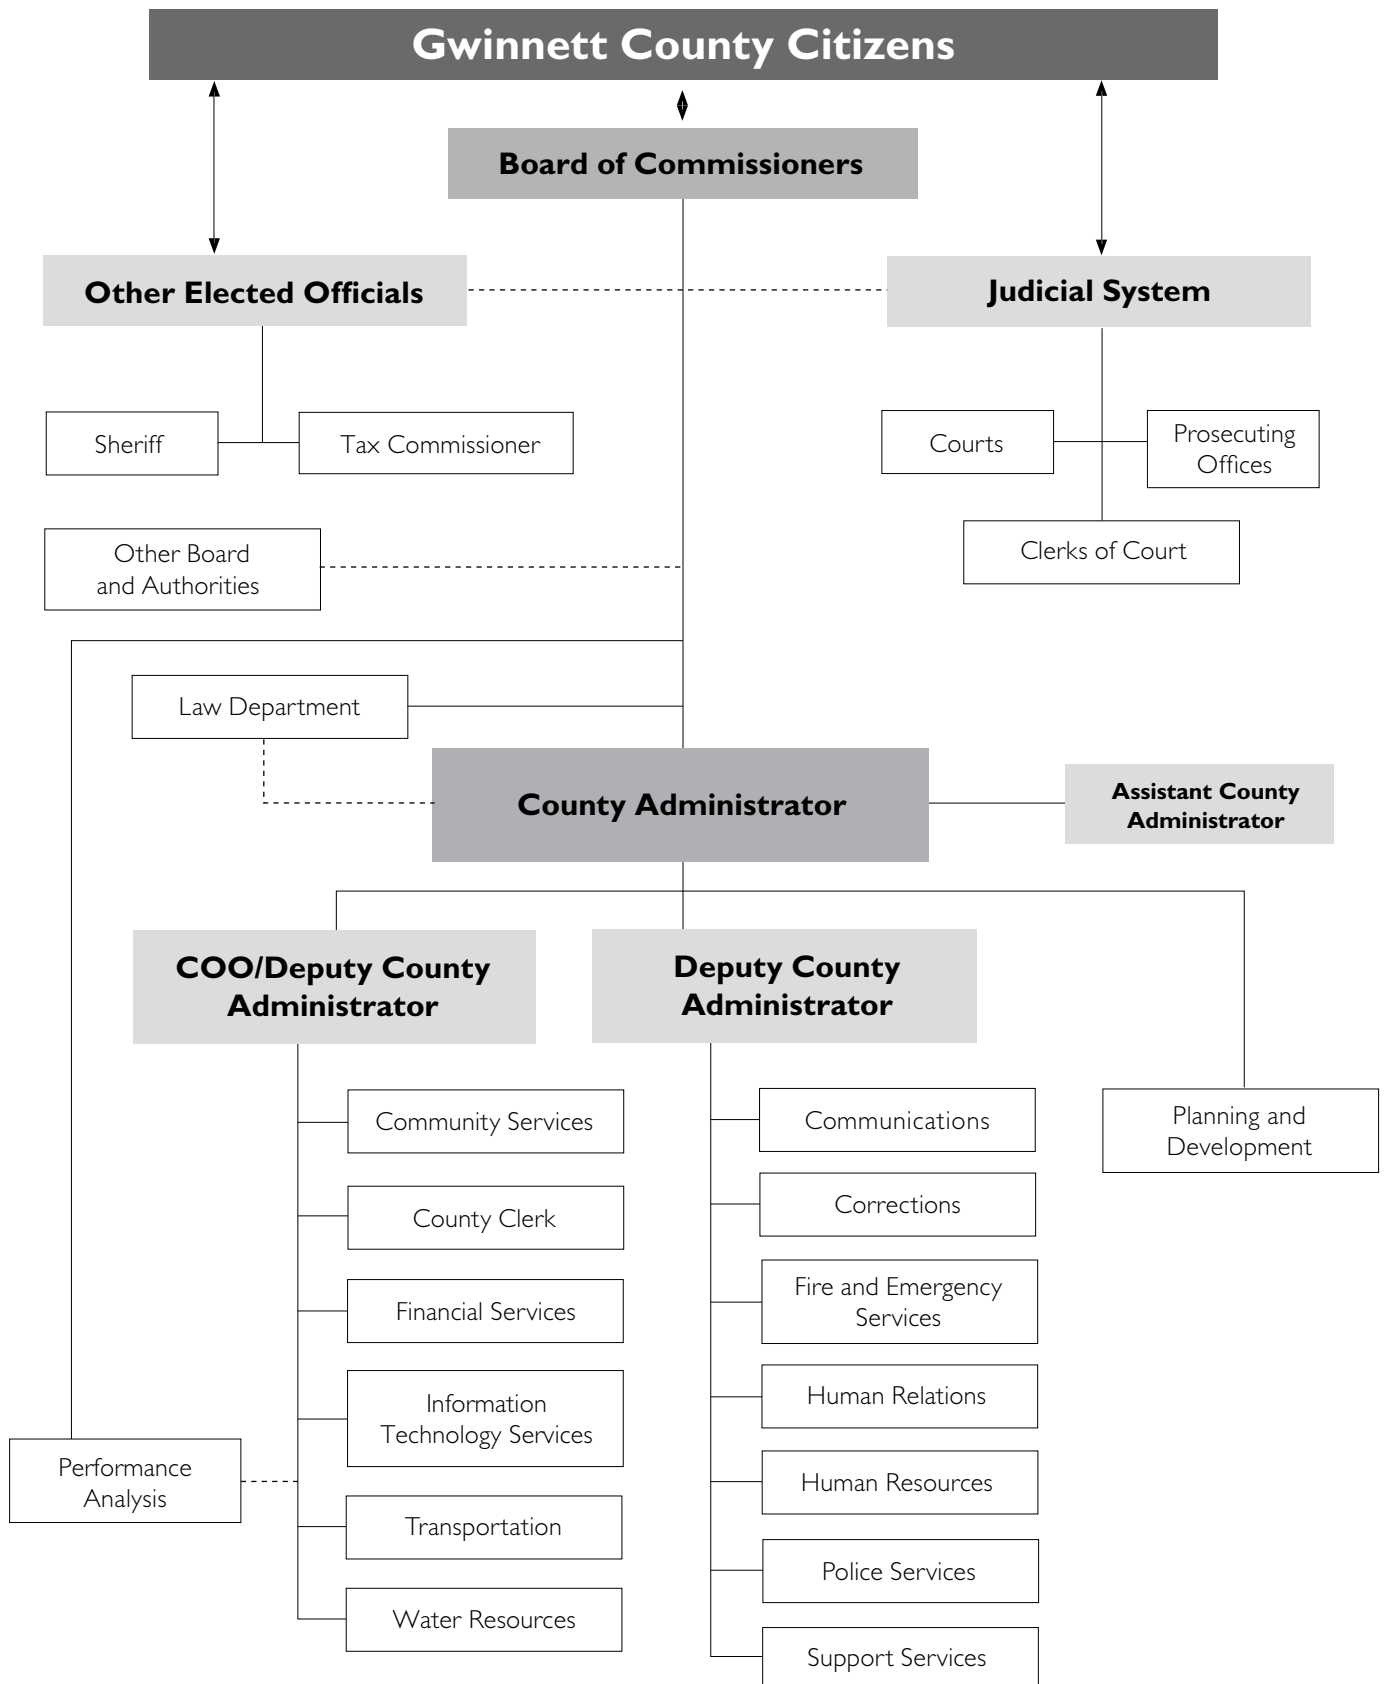 Gwinnett County Citizens
Board of Commissioners
Other Elected Officials
Judicial System
Sheriff
Tax Commissioner
Courts
Prosecuting
Offices
Clerks of Court
Other Board
and Authorities
Law Department
County Administrator
Assistant County
Administrator
COO/Deputy County
Administrator
Deputy County
Administrator
Community Services
County Clerk
Financial Services
Information
Technology Services
Transportation
Water Resources
Performance
Analysis
Communications
Corrections
Fire and Emergency
Services
Human Relations
Human Resources
Police Services
Support Services
Planning and
Development